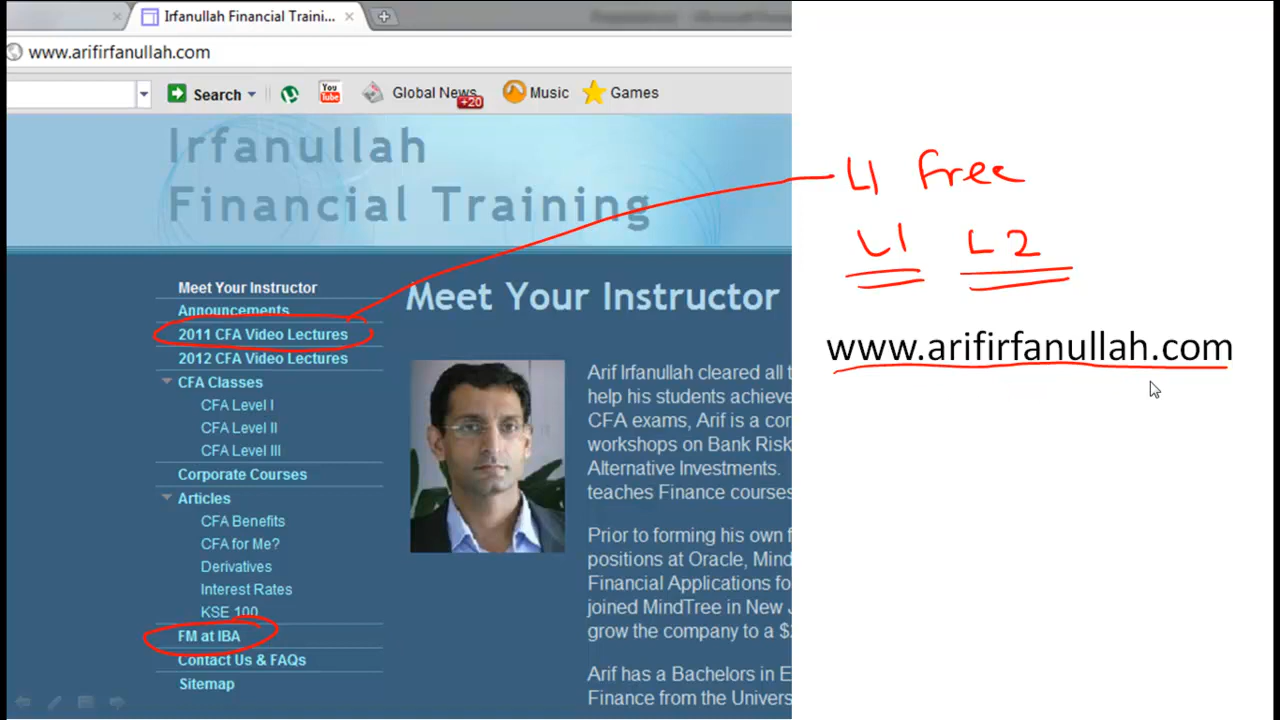 Irfanullah Financial Traini...
www.arifirfanullah.com
Search
You Tube
Global News
+20
Music
Games
Irfanullah
Financial Training
Meet Your Instructor
Announcements
2011 CFA Video Lectures
2012 CFA Video Lectures
CFA Classes
CFA Level I
CFA Level II
CFA Level III
Corporate Courses
Articles
CFA Benefits
CFA for Me?
Derivatives
Interest Rates
KSE 100
FM at IBA
Contact Us & FAQs
Sitemap
Meet Your Instructor
Arif Irfanullah cleared all t
help his students achieve
CFA exams, Arif is a cor
workshops on Bank Risk
Alternative Investments.
teaches Finance courses
Prior to forming his own f
positions at Oracle, Mind
Financial Applications fo
joined MindTree in New J
grow the company to a $
Arif has a Bachelors in E
Finance from the Univers
L1 Free
L1 L2
www.arifirfanullah.com